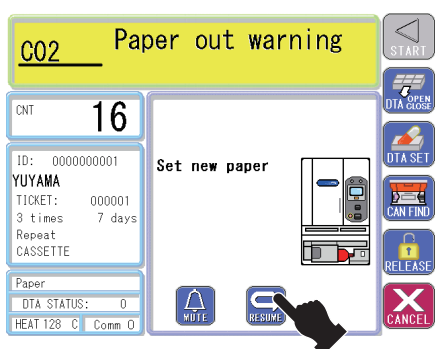 C02 Paper out warning
START
DTA OPEN CLOSE
DTA SET
CAN FIND
RELEASE
CANCEL
CNT 16
ID: 0000000001
YUYAMA
TICKET: 000001
3 times 7 days
Repeat
CASSETTE
Paper
DTA STATUS: 0
HEAT 128 C Comm O
Set new paper
MUTE
RESUME